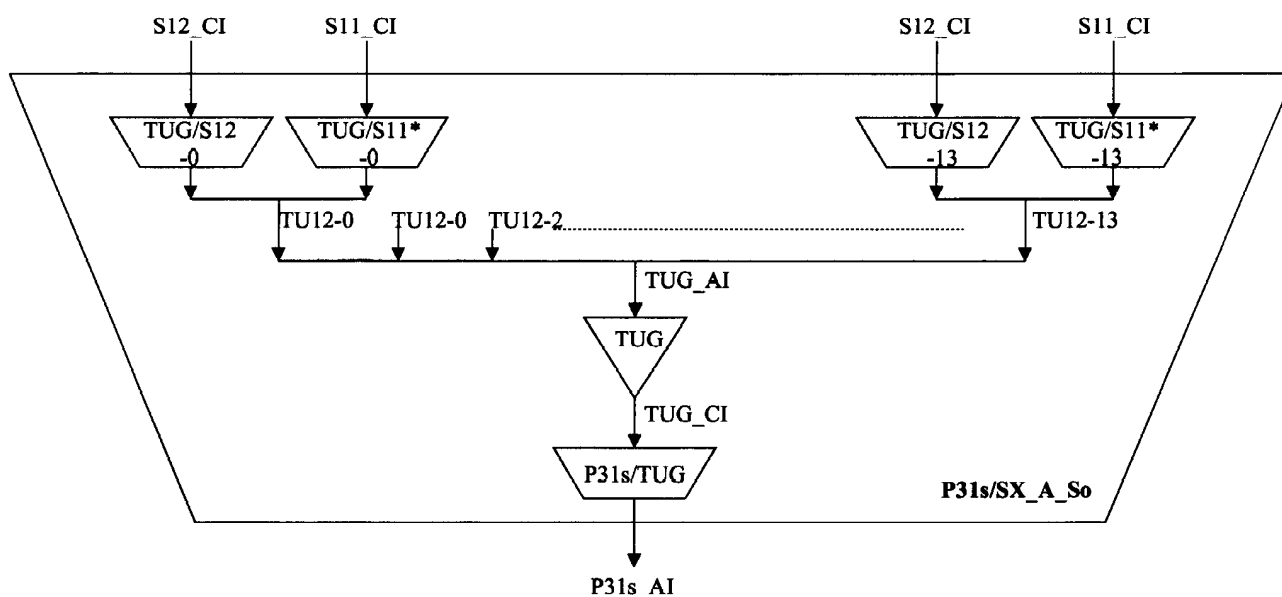 S12_CI S11_CI S12_CI S11_CI
TUG/S12 TUG/S11* TUG/S12 TUG/S11*
-0 -0 -13 -13
TU12-0 TU12-0 TU12-2 TU12-13
TUG_AI
TUG
TUG_CI
P31s/TUG
P31s/SX_A_So
P31s_AI